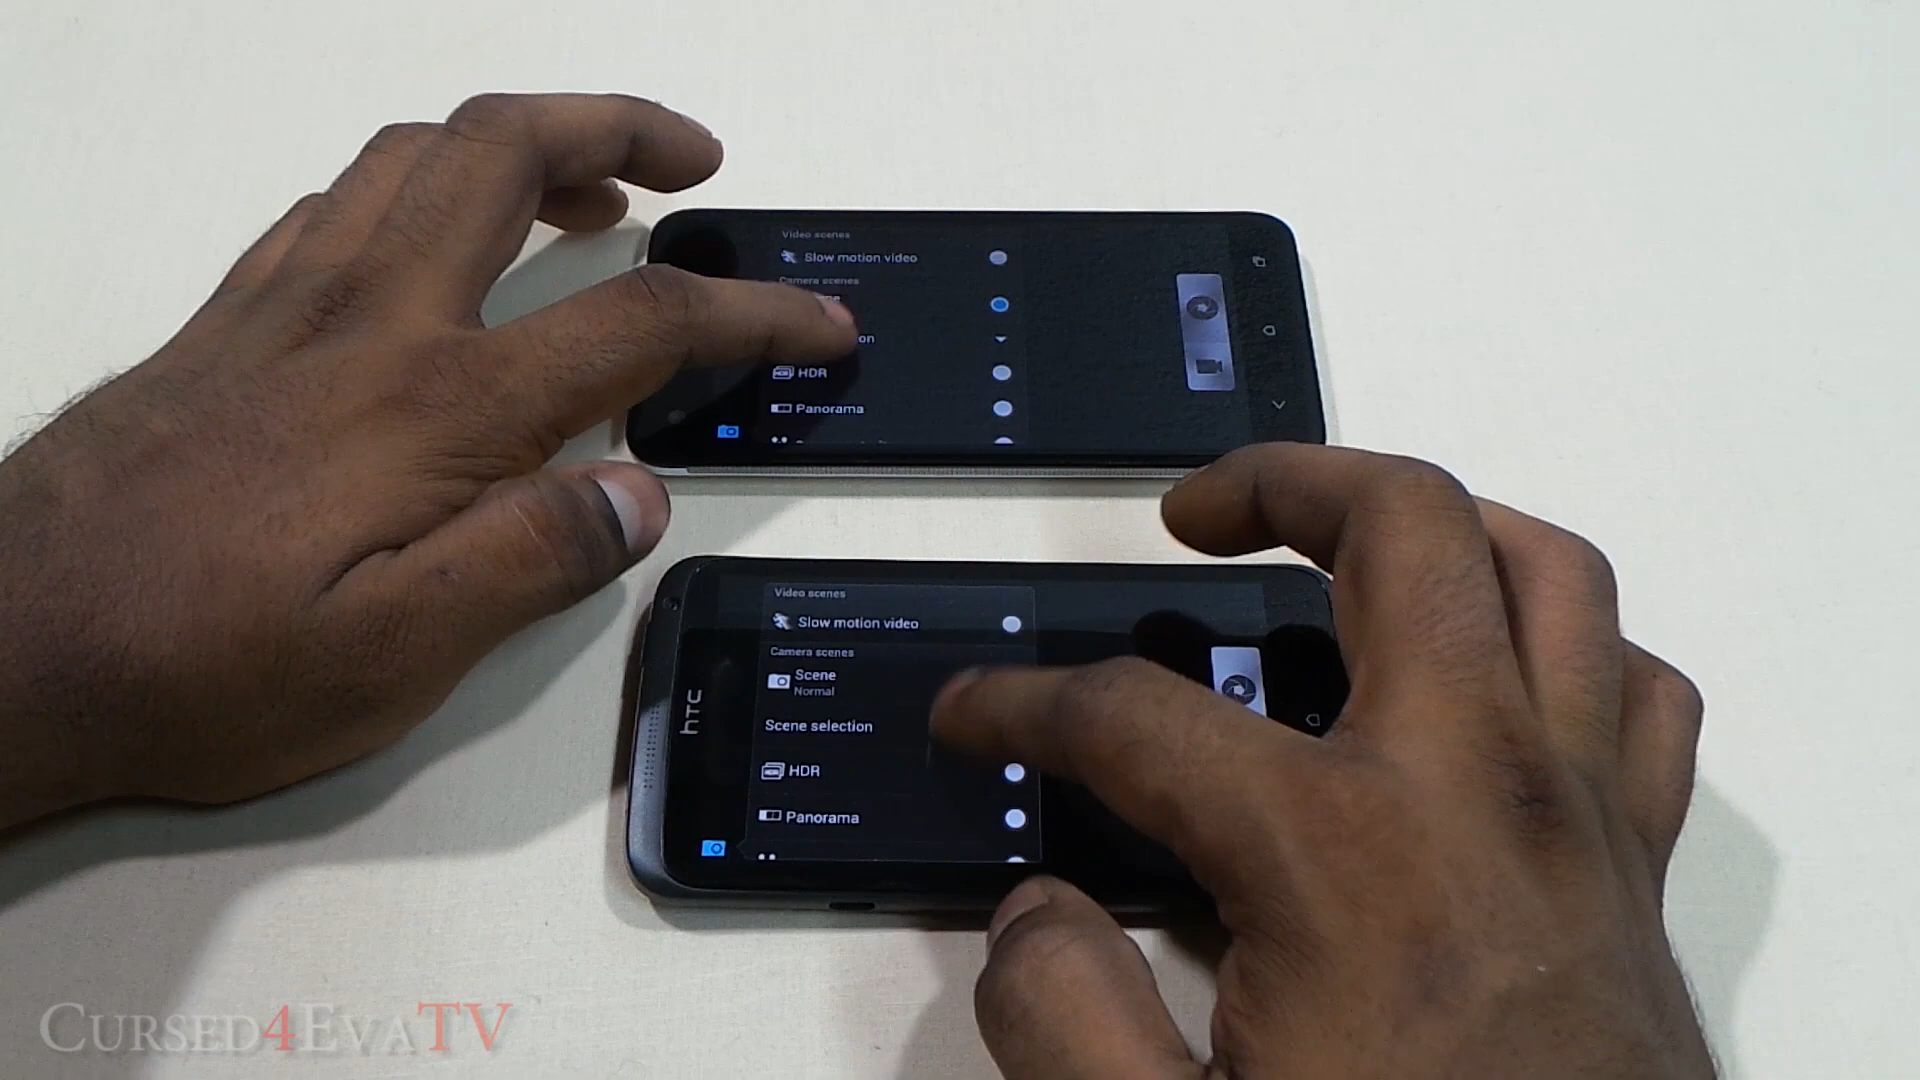 Video scenes
Slow motion video
Camera scenes
HDR
Panorama
hTC
Video scenes
Slow motion video
Camera scenes
Scene
Normal
Scene selection
HDR
Panorama
CURSED4EVATV